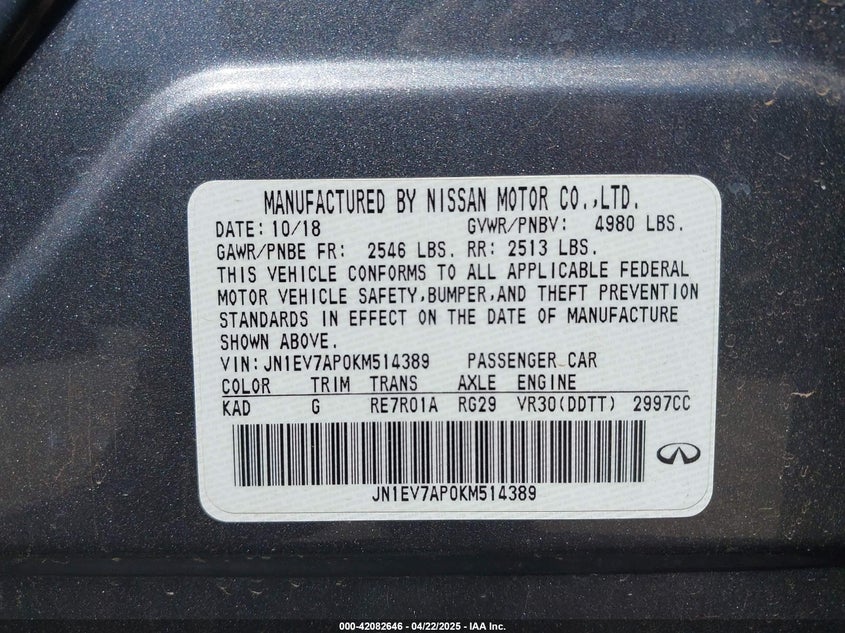 MANUFACTURED BY NISSAN MOTOR CO.,LTD.
DATE: 10/18 GVWR/PNBV: 4980 LBS.
GAWR/PNBE FR: 2546 LBS. RR: 2513 LBS.
THIS VEHICLE CONFORMS TO ALL APPLICABLE FEDERAL
MOTOR VEHICLE SAFETY,BUMPER,AND THEFT PREVENTION
STANDARDS IN EFFECT ON THE DATE OF MANUFACTURE
SHOWN ABOVE.
VIN:JN1EV7AP0KM514389 PASSENGER CAR
COLOR TRIM TRANS AXLE ENGINE
KAD G RE7R01A RG29 VR30(DDTT) 2997CC
JN1EV7AP0KM514389
000-42082646 - 04/22/2025 - IAA Inc.